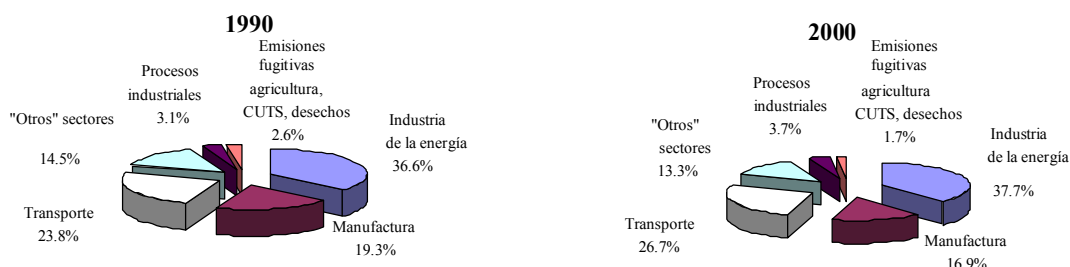 1990
Emisiones
fugitivas
agricultura,
CUTS, desechos
2.6%
Procesos
industriales
3.1%
"Otros" sectores
14.5%
Industria
de la energía
36.6%
Transporte
23.8%
Manufactura
19.3%
2000
Emisiones
fugitivas
agricultura
CUTS, desechos
1.7%
Procesos
industriales
3.7%
"Otros"
sectores
13.3%
Industria
de la energía
37.7%
Transporte
26.7%
Manufactura
16.9%